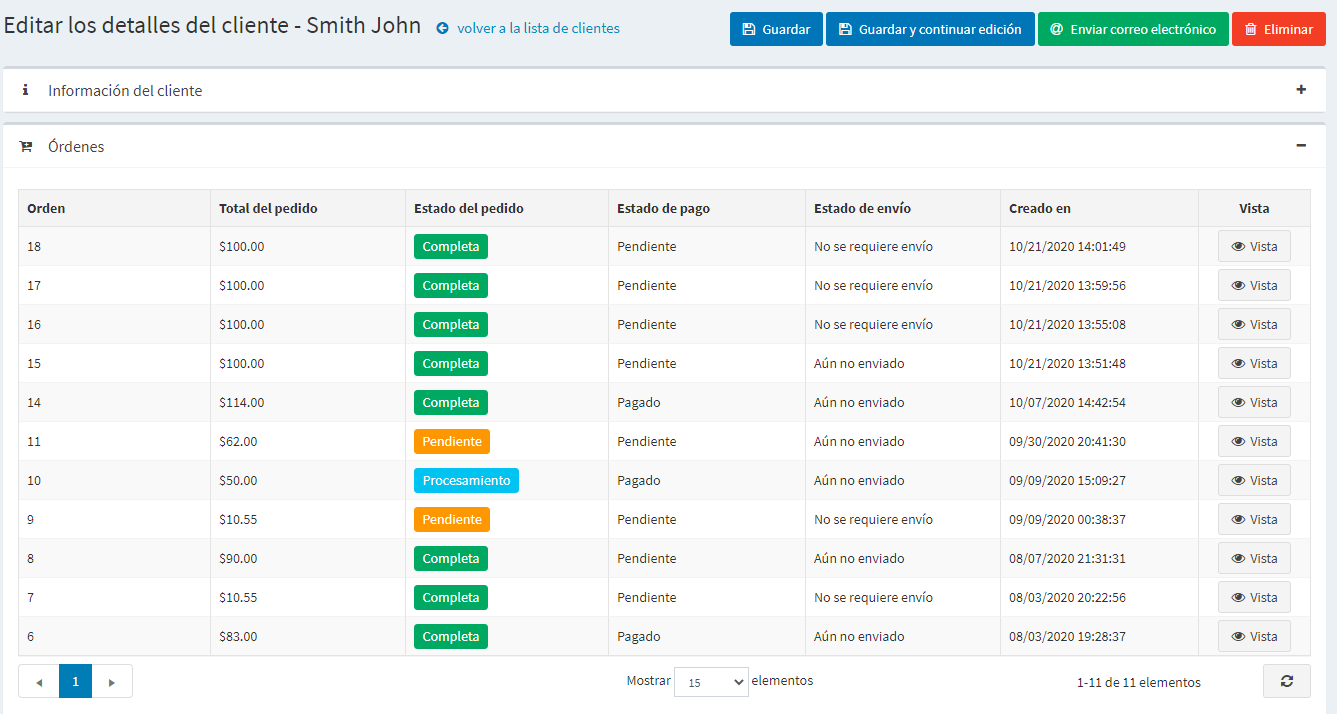 Editar los detalles del cliente - Smith John volver a la lista de clientes Guardar Guardar y continuar edición Enviar correo electrónico Eliminar
Información del cliente
Órdenes
Orden Total del pedido Estado del pedido Estado de pago Estado de envío Creado en Vista
18 $100.00 Completa Pendiente No se requiere envío 10/21/2020 14:01:49 Vista
17 $100.00 Completa Pendiente No se requiere envío 10/21/2020 13:59:56 Vista
16 $100.00 Completa Pendiente No se requiere envío 10/21/2020 13:55:08 Vista
15 $100.00 Completa Pendiente Aún no enviado 10/21/2020 13:51:48 Vista
14 $114.00 Completa Pagado Aún no enviado 10/07/2020 14:42:54 Vista
11 $62.00 Pendiente Pendiente Aún no enviado 09/30/2020 20:41:30 Vista
10 $50.00 Procesamiento Pagado Aún no enviado 09/09/2020 15:09:27 Vista
9 $10.55 Pendiente Pendiente No se requiere envío 09/09/2020 00:38:37 Vista
8 $90.00 Completa Pendiente Aún no enviado 08/07/2020 21:31:31 Vista
7 $10.55 Completa Pendiente No se requiere envío 08/03/2020 20:22:56 Vista
6 $83.00 Completa Pagado Aún no enviado 08/03/2020 19:28:37 Vista
1 Mostrar 15 elementos 1-11 de 11 elementos